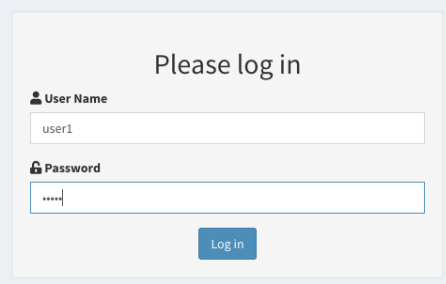 Please log in
User Name
user1
Password
•••••
Log in